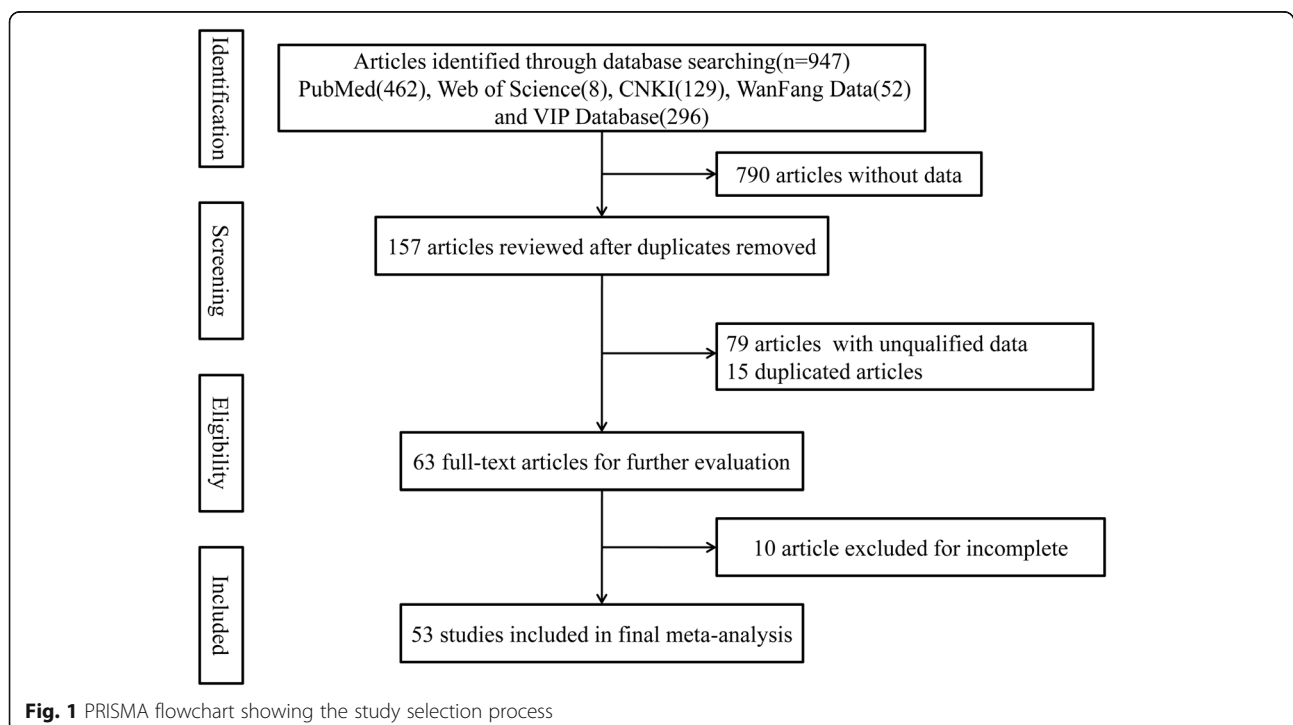 Identification
Articles identified through database searching(n=947)
PubMed(462), Web of Science(8), CNKI(129), WanFang Data(52)
and VIP Database(296)
790 articles without data
Screening
157 articles reviewed after duplicates removed
79 articles with unqualified data
15 duplicated articles
Eligibility
63 full-text articles for further evaluation
10 article excluded for incomplete
Included
53 studies included in final meta-analysis
Fig. 1 PRISMA flowchart showing the study selection process